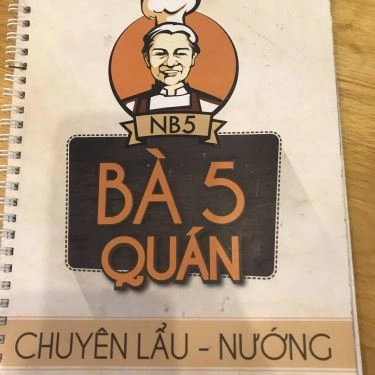 NB5
BÀ 5
QUÁN
CHUYÊN LẨU - NƯỚNG